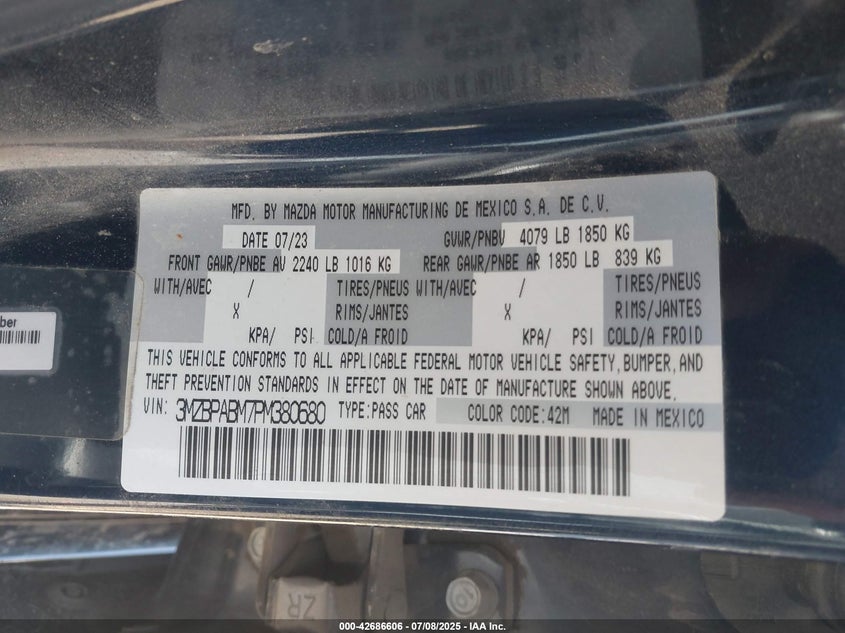 MFD. BY MAZDA MOTOR MANUFACTURING DE MEXICO S.A. DE C.V.
DATE 07/23 GVWR/PNBV 4079 LB 1850 KG
FRONT GAWR/PNBE AV 2240 LB 1016 KG REAR GAWR/PNBE AR 1850 LB 839 KG
WITH/AVEC / TIRES/PNEUS WITH/AVEC / TIRES/PNEUS
X RIMS/JANTES X RIMS/JANTES
KPA/ PSI COLD/A FROID KPA/ PSI COLD/A FROID
THIS VEHICLE CONFORMS TO ALL APPLICABLE FEDERAL MOTOR VEHICLE SAFETY, BUMPER, AND
THEFT PREVENTION STANDARDS IN EFFECT ON THE DATE OF MANUFACTURE SHOWN ABOVE.
VIN: 3MZBPABM7PM380680 TYPE:PASS CAR COLOR CODE:42M MADE IN MEXICO
ber
ZR
000-42686606 - 07/08/2025 - IAA Inc.